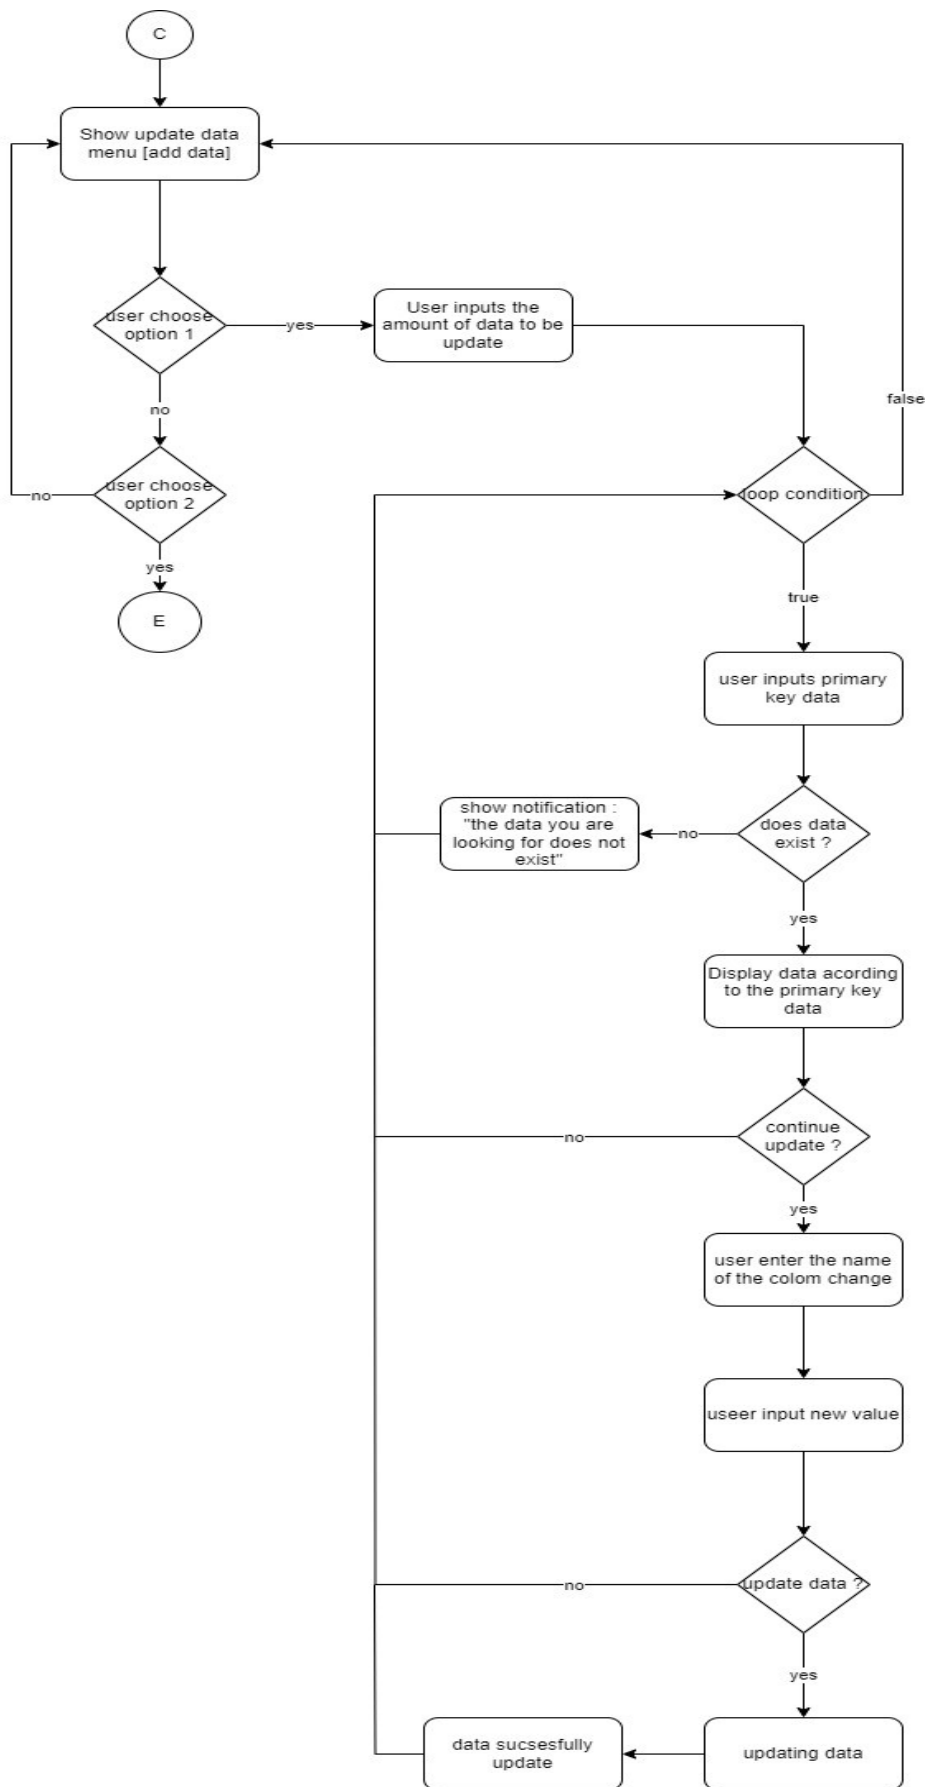 C
Show update data
menu [add data]
user choose
option 1
yes
User inputs the
amount of data to be
update
no
false
user choose
option 2
no
loop condition
yes
true
E
user inputs primary
key data
show notification :
"the data you are
looking for does not
exist"
no
does data
exist ?
yes
Display data acording
to the primary key
data
continue
update ?
no
yes
user enter the name
of the colom change
useer input new value
update data ?
no
yes
data sucsesfully
update
updating data